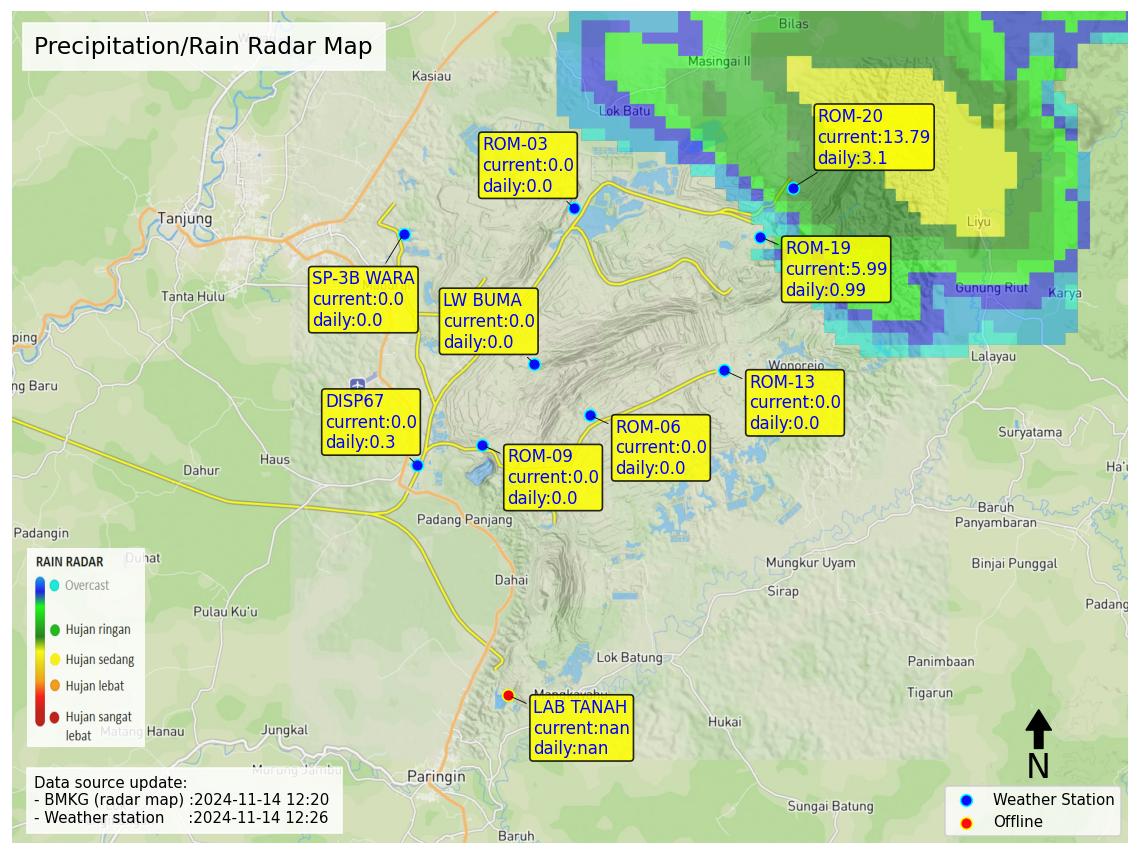 Precipitation/Rain Radar Map
Bilas
Masingai II
Kasiau
Lok Batu
ROM-20
current:13.79
daily:3.1
ROM-03
current:0.0
daily:0.0
Tanjung
Liyu
ROM-19
current:5.99
daily:0.99
SP-3B WARA
current:0.0
daily:0.0
Tanta Hulu
LW BUMA
current:0.0
daily:0.0
Gunung Riut
Karya
ping
Lalayau
Wonorejo
ng Baru
ROM-13
current:0.0
daily:0.0
DISP67
current:0.0
daily:0.3
ROM-06
current:0.0
daily:0.0
Suryatama
ROM-09
current:0.0
daily:0.0
Haus
Dahur
Ha'u
Padang Panjang
Baruh
Panyambaran
Padangin
Duhat
Mungkur Uyam
Binjai Punggal
Dahai
Sirap
Padang
Pulau Ku'u
RAIN RADAR
Overcast
Hujan ringan
Hujan sedang
Hujan lebat
Hujan sangat
lebat
Lok Batung
Panimbaan
Tigarun
Mangkayahu
LAB TANAH
current:nan
daily:nan
Hukai
Matang Hanau
Jungkal
Murung Jambu
Paringin
N
Data source update:
- BMKG (radar map) :2024-11-14 12:20
- Weather station :2024-11-14 12:26
Sungai Batung
Baruh
Weather Station
Offline